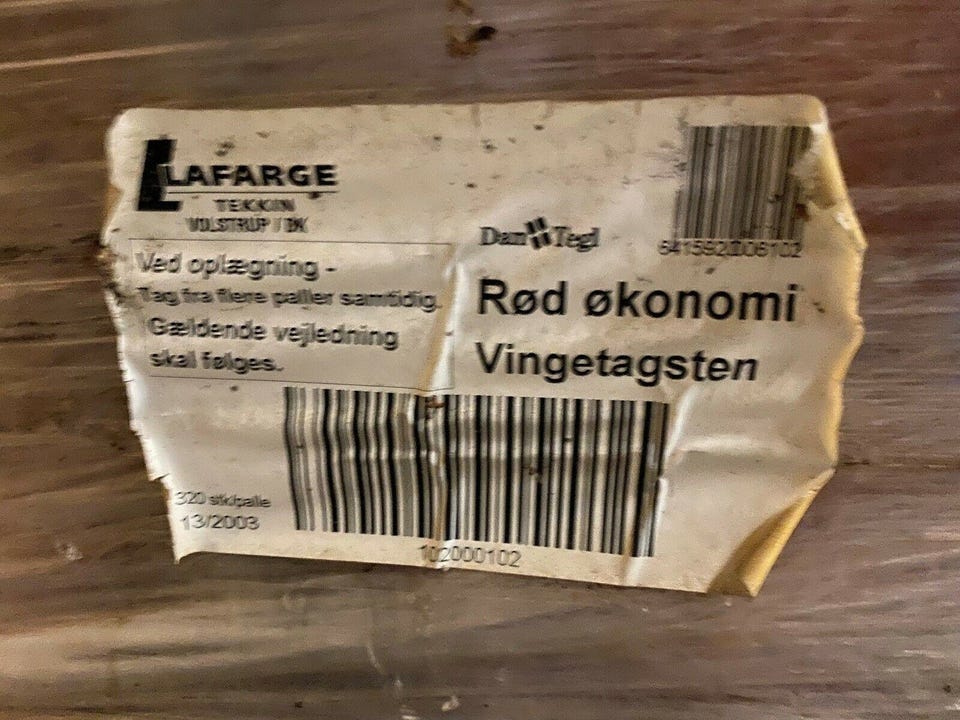 LAFARGE
TEKKIN
VOLSTRUP / DK
Ved oplægning -
Tag fra flere paller samtidig.
Gældende vejledning
skal følges.
Dan Tegl
Rød økonomi
Vingetagsten
320 stk/palle
13/2003
102000102